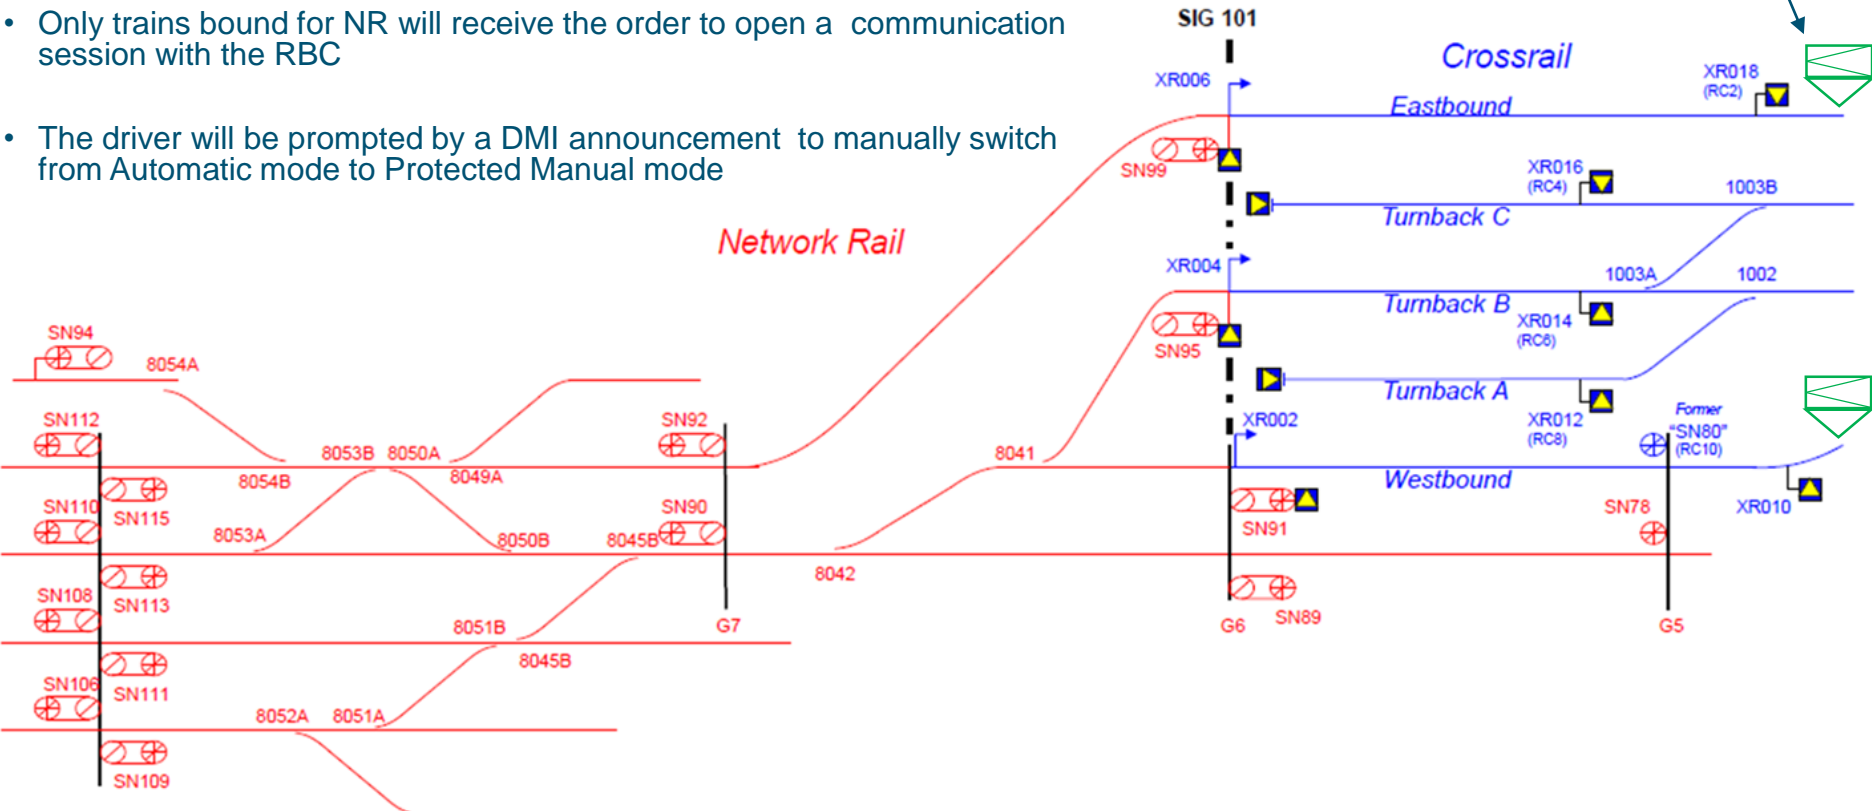 • Only trains bound for NR will receive the order to open a communication
session with the RBC
• The driver will be prompted by a DMI announcement to manually switch
from Automatic mode to Protected Manual mode
SIG 101
Crossrail
XR006
XR018
(RC2)
Eastbound
SN99
XR016
(RC4)
1003B
Turnback C
Network Rail
XR004
1003A
1002
Turnback B
XR014
(RC6)
SN95
SN94
8054A
Turnback A
XR012
(RC8)
XR002
Former
"SN80"
(RC10)
SN112
SN92
8053B
8050A
8041
8054B
8049A
Westbound
SN110
SN115
SN90
SN91
SN78
XR010
8053A
8050B
8045B
8042
SN108
SN113
8051B
G7
G6
SN89
G5
8045B
SN106
SN111
8052A
8051A
SN109